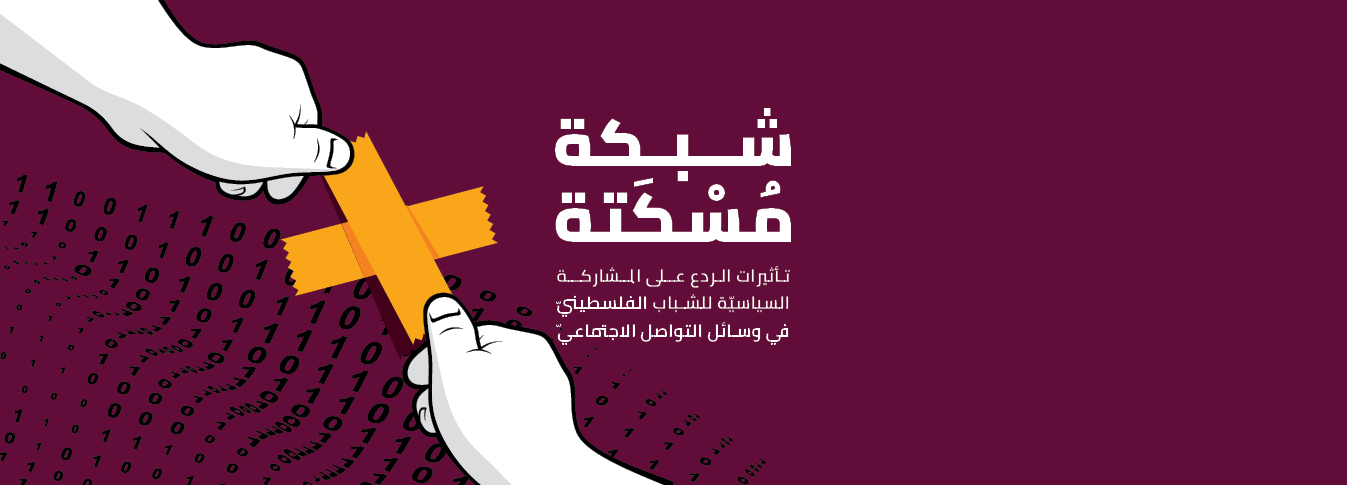 شبكة
مُسْكَتة
تأثيرات الردع على المشاركة
السياسيّة للشباب الفلسطينيّ
في وسائل التواصل الاجتماعيّ